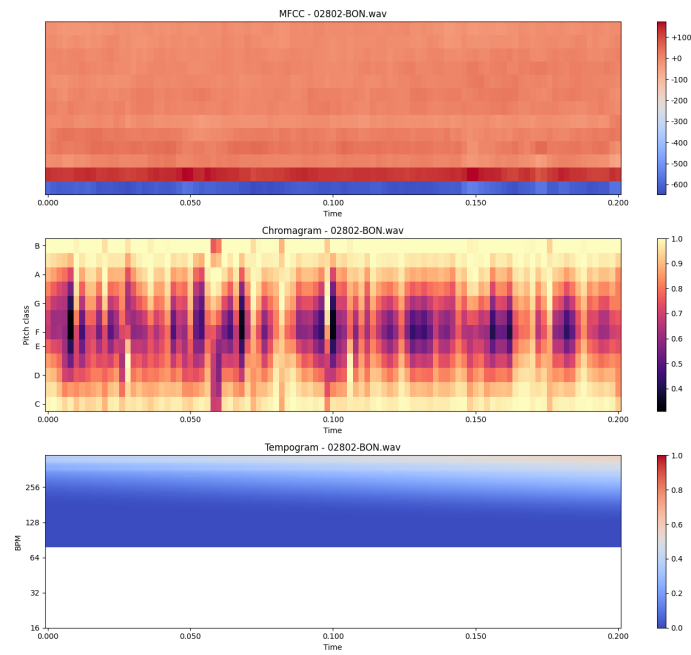 MFCC - 02802-BON.wav
+100
+0
-100
-200
-300
-400
-500
-600
0.000 0.050 0.100 0.150 0.200
Time
Chromagram - 02802-BON.wav
Pitch class
B
A
G
F
E
D
C
1.0
0.9
0.8
0.7
0.6
0.5
0.4
0.000 0.050 0.100 0.150 0.200
Time
Tempogram - 02802-BON.wav
BPM
256
128
64
32
16
1.0
0.8
0.6
0.4
0.2
0.0
0.000 0.050 0.100 0.150 0.200
Time